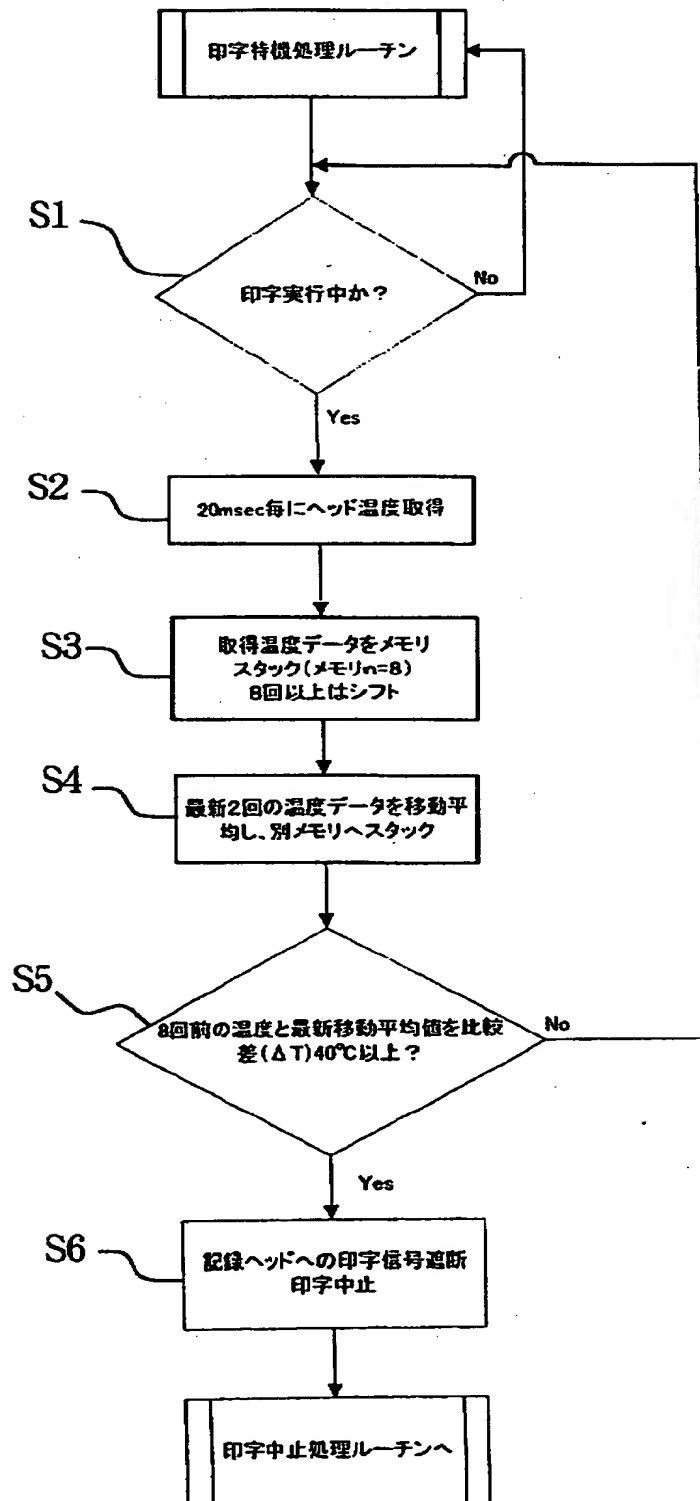 印字待機処理ルーチン
S1
印字実行中か？
No
Yes
S2
20msec毎にヘッド温度取得
S3
取得温度データをメモリ
スタック(メモリn=8)
8回以上はシフト
S4
最新2回の温度データを移動平
均し、別メモリへスタック
S5
8回前の温度と最新移動平均値を比較
差(ΔT)40℃以上？
No
Yes
S6
記録ヘッドへの印字信号遮断
印字中止
印字中止処理ルーチンへ